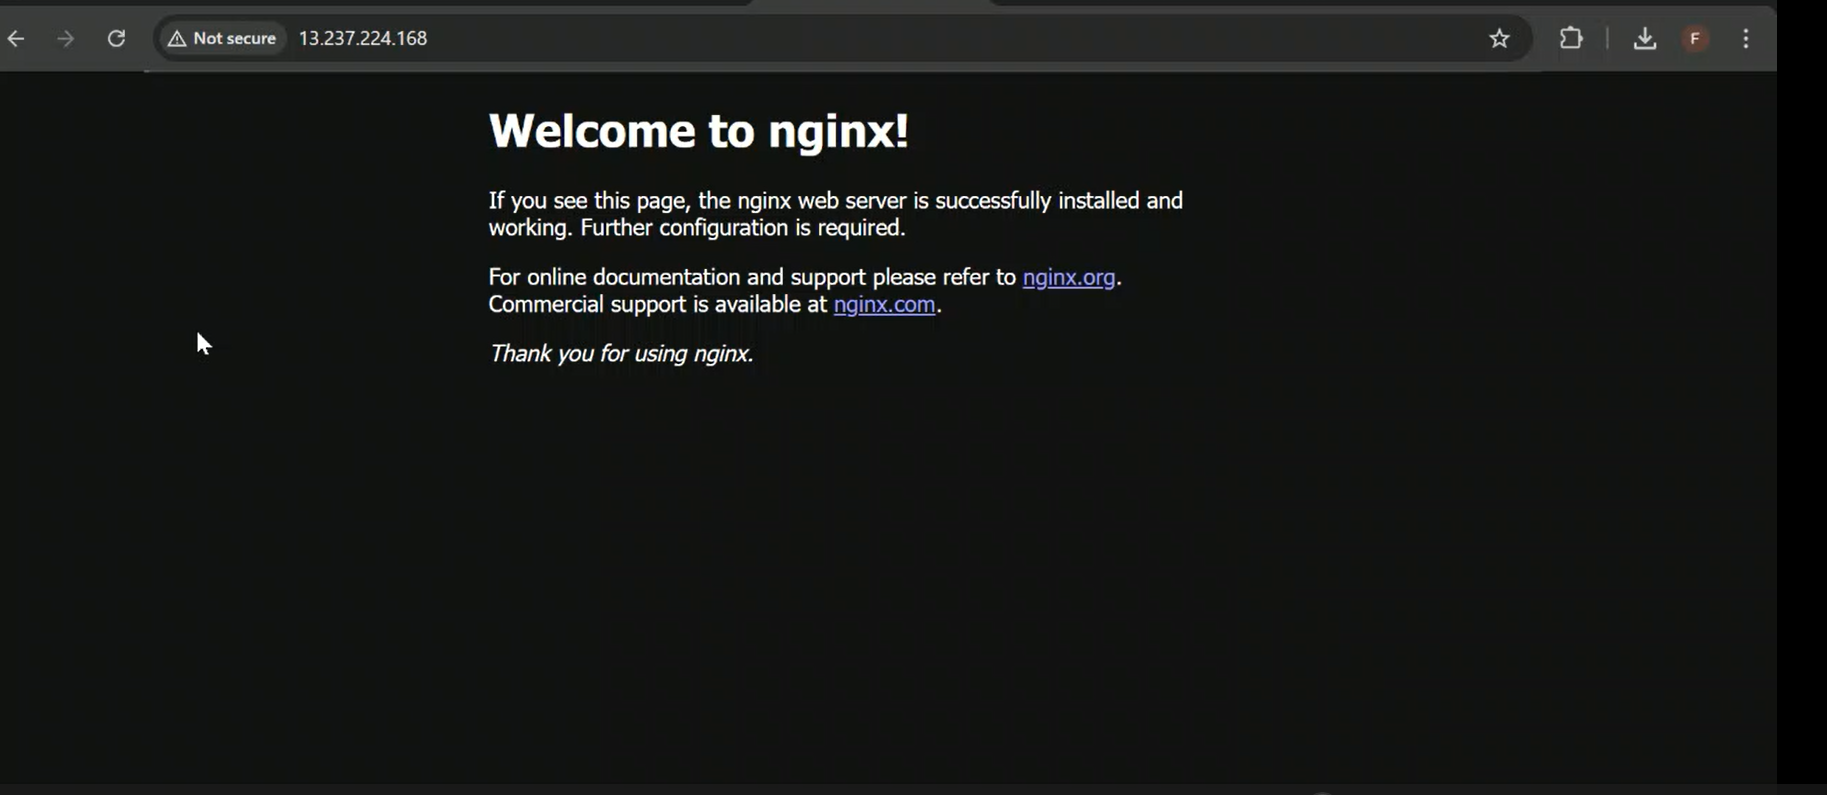 Not secure 13.237.224.168 F
Welcome to nginx!
If you see this page, the nginx web server is successfully installed and
working. Further configuration is required.
For online documentation and support please refer to nginx.org.
Commercial support is available at nginx.com.
Thank you for using nginx.